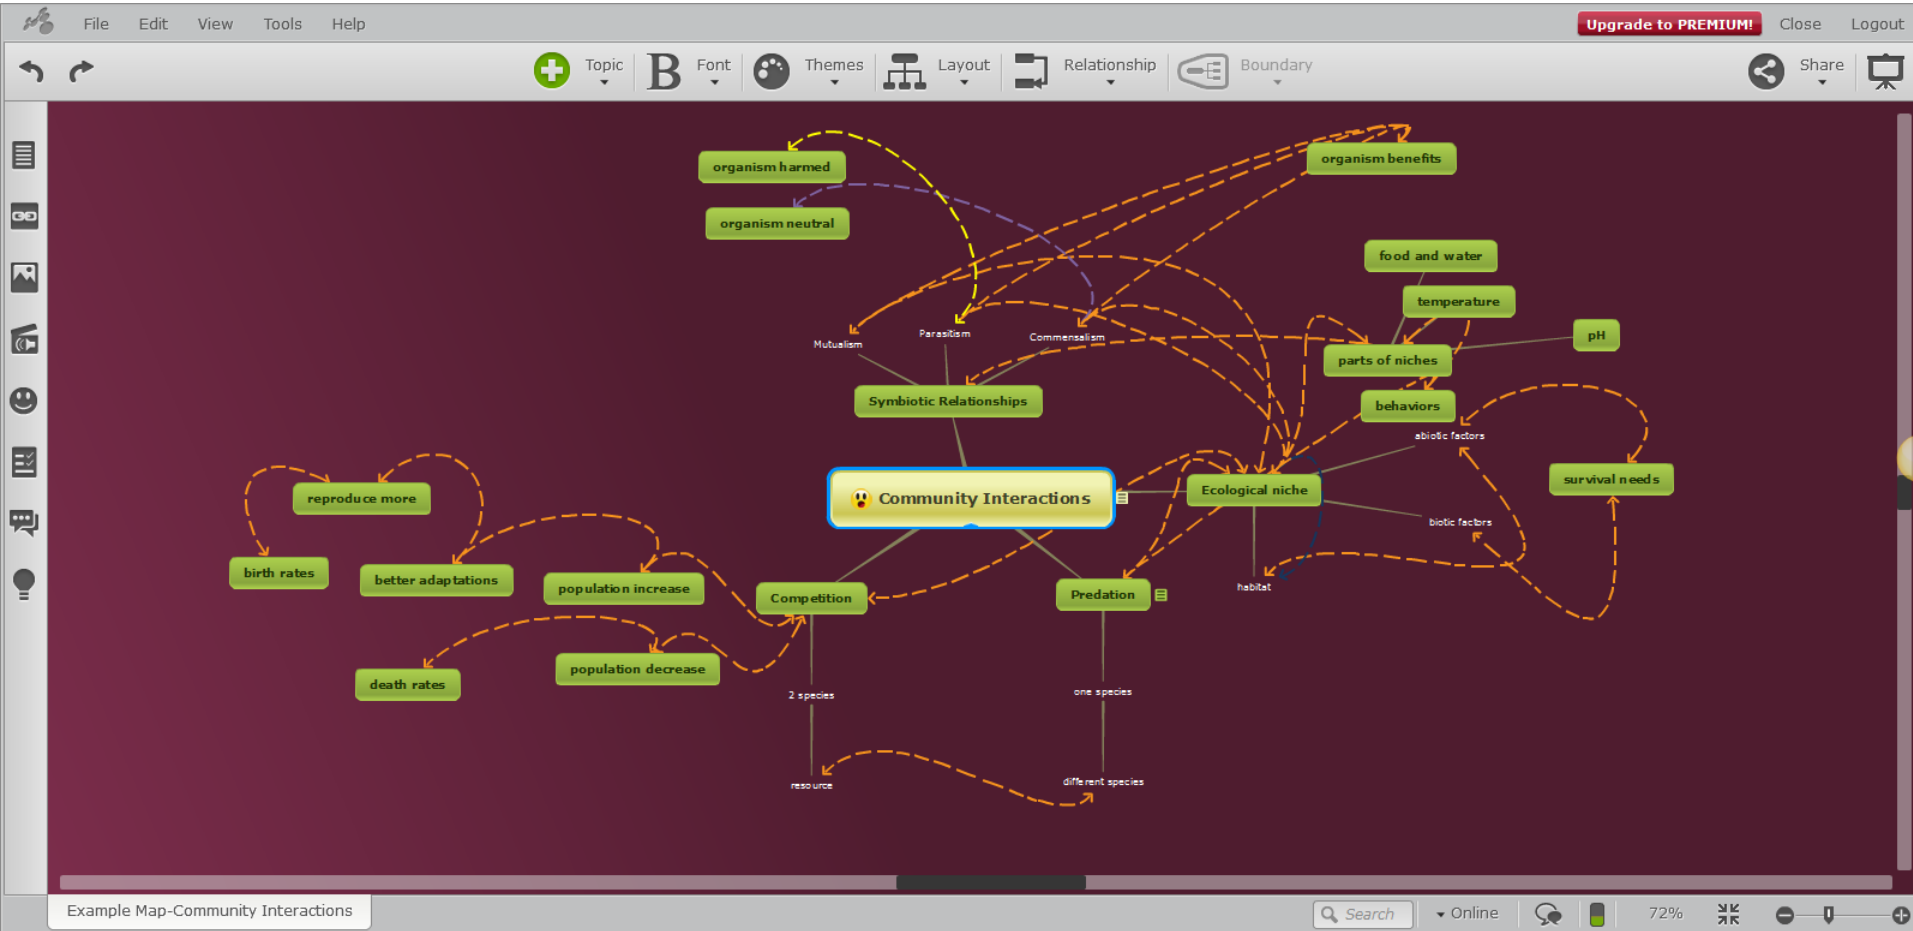 File Edit View Tools Help Upgrade to PREMIUM! Close Logout
Topic Font Themes Layout Relationship Boundary Share
organism harmed
organism benefits
organism neutral
food and water
temperature
pH
Parasitism
Mutualism
Commensalism
parts of niches
Symbiotic Relationships
behaviors
abiotic factors
survival needs
Community Interactions
Ecological niche
reproduce more
biotic factors
birth rates
better adaptations
population increase
Competition
Predation
habitat
population decrease
death rates
2 species
one species
resource
different species
Example Map-Community Interactions
Search Online 72%